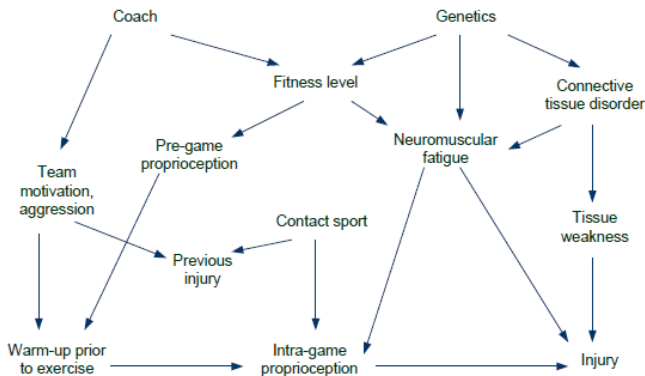 Coach
Genetics
Fitness level
Connective
tissue disorder
Pre-game
proprioception
Neuromuscular
fatigue
Team
motivation,
aggression
Contact sport
Tissue
weakness
Previous
injury
Warm-up prior
to exercise
Intra-game
proprioception
Injury